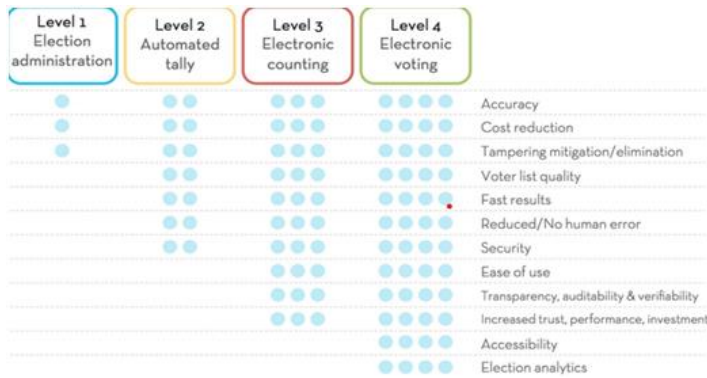 Level 1
Election
administration
Level 2
Automated
tally
Level 3
Electronic
counting
Level 4
Electronic
voting
Accuracy
Cost reduction
Tampering mitigation/elimination
Voter list quality
Fast results
Reduced/No human error
Security
Ease of use
Transparency, auditability & verifiability
Increased trust, performance, investment
Accessibility
Election analytics